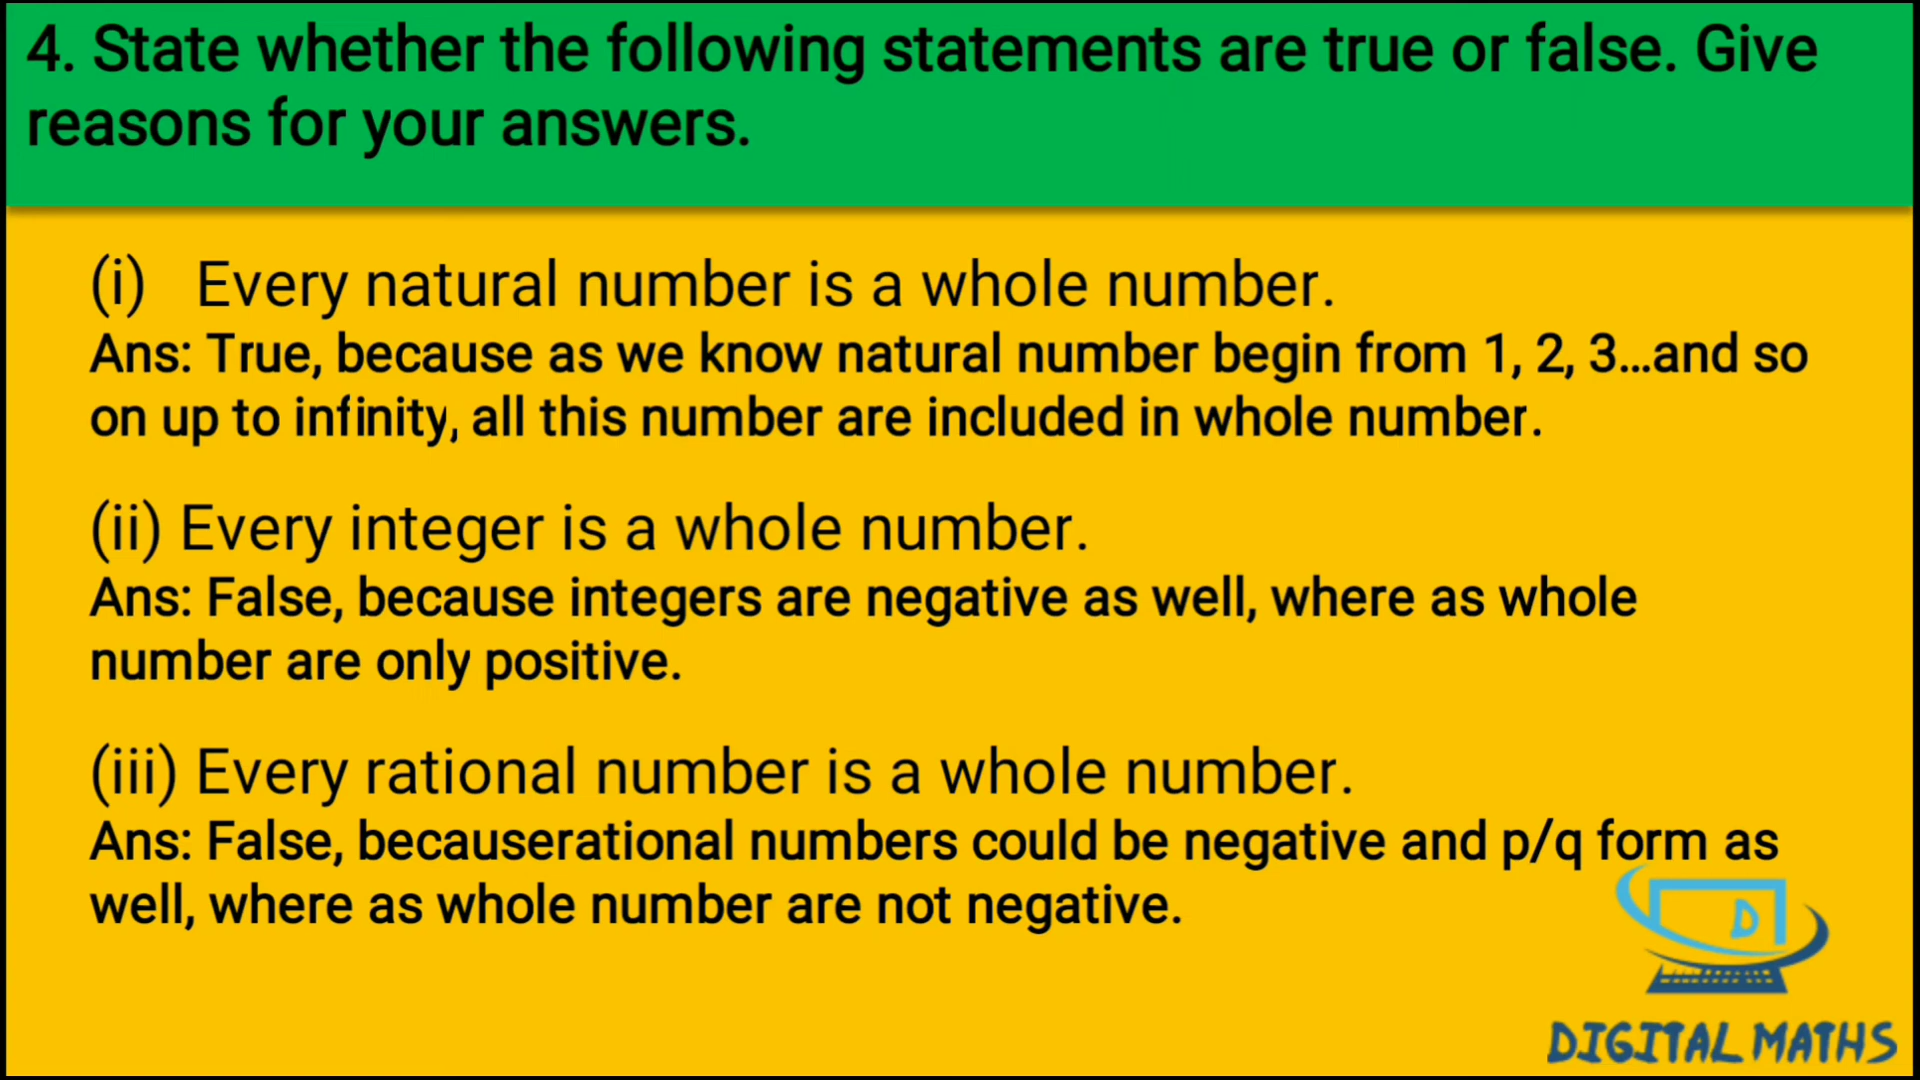 4. State whether the following statements are true or false. Give
reasons for your answers.
(i) Every natural number is a whole number.
Ans: True, because as we know natural number begin from 1, 2, 3...and so
on up to infinity, all this number are included in whole number.
(ii) Every integer is a whole number.
Ans: False, because integers are negative as well, where as whole
number are only positive.
(iii) Every rational number is a whole number.
Ans: False, becauserational numbers could be negative and p/q form as
well, where as whole number are not negative.
D
DIGITAL MATHS